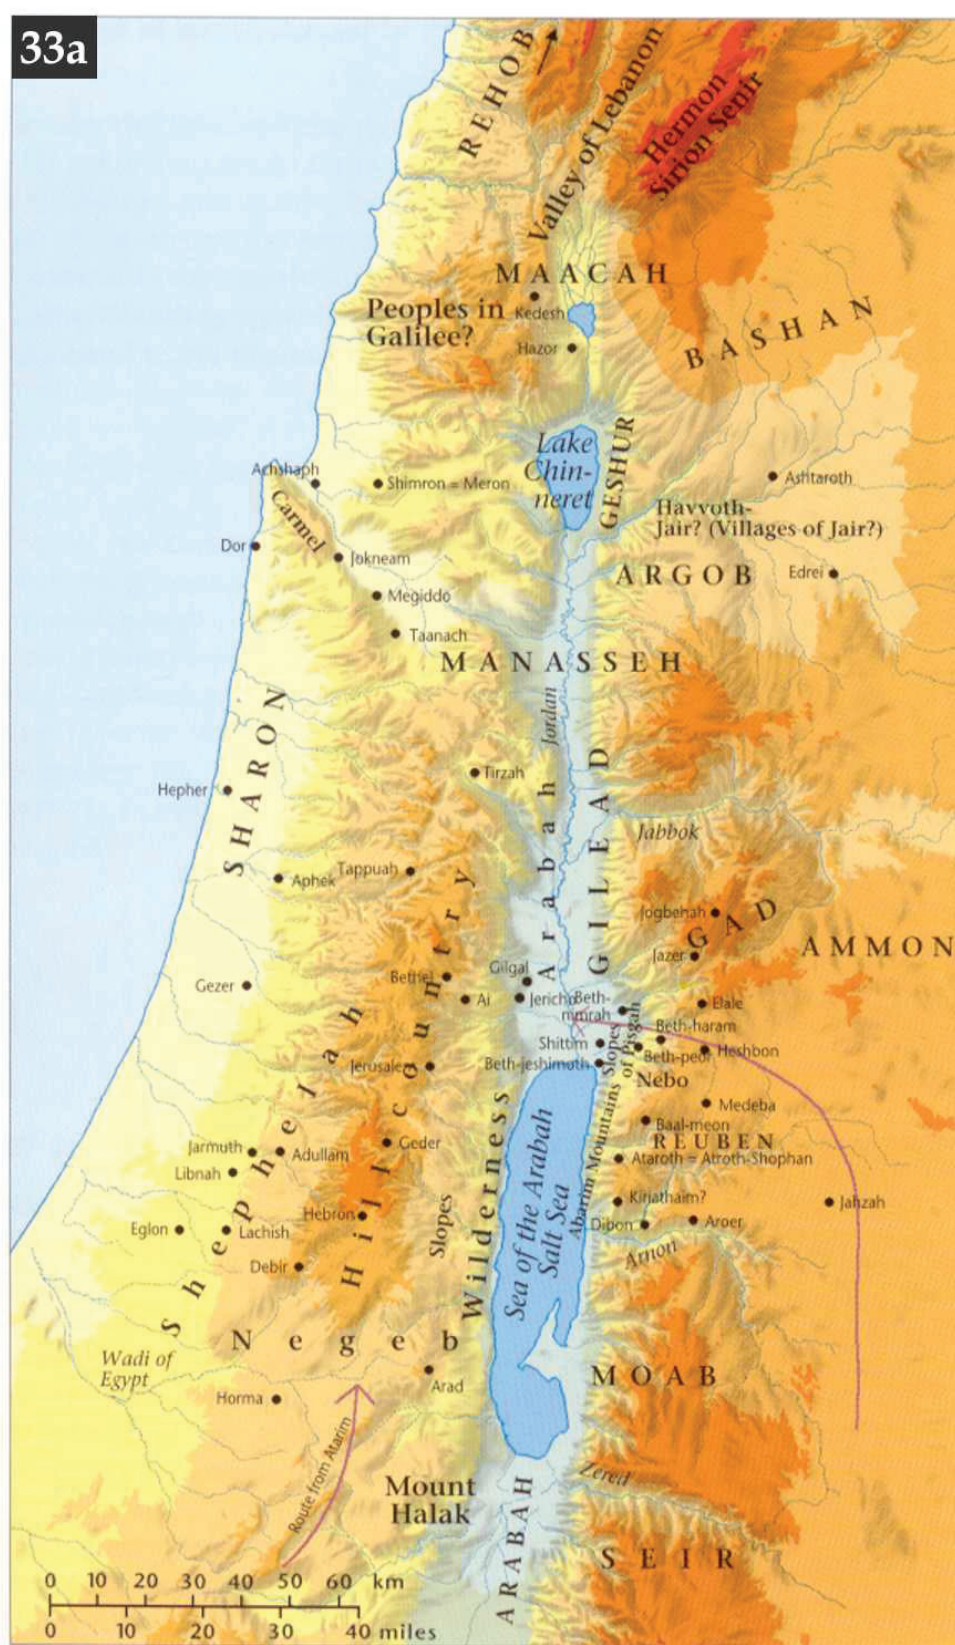 33a
REHOB
Valley of Lebanon
Hermon
Sirion Senir
MAACAH
Peoples in
Galilee?
Kedesh
Hazor
BASHAN
Lake
Chin-
neret
GESHUR
Achshaph
Shimron = Meron
Carmel
Ashtaroth
Havvoth-
Jair? (Villages of Jair?)
Dor
Jokneam
ARGOB
Edrei
Megiddo
Taanach
MANASSEH
Jordan
SHARON
Tirzah
Hepher
Arabah
GILEAD
Jabbok
Tappuah
Aphek
Jogbehah
GAD
Jazer
AMMON
Bethel
Gilgal
Gezer
Ai
Jericho
Beth-
nimrah
Elale
Beth-haram
Shittim
Slopes
of Pisgah
Beth-peor
Heshbon
Jerusalem
Beth-jeshimoth
Nebo
Medeba
Baal-meon
REUBEN
Shephelah
Hill country
Jarmuth
Adullam
Geder
Ataroth = Atroth-Shophan
Libnah
Abarim Mountains
Kiriathaim?
Jahzah
Hebron
Slopes
Wilderness
Sea of the Arabah
Salt Sea
Eglon
Lachish
Dibon
Aroer
Arnon
Debir
Negeb
Wadi of
Egypt
Arad
MOAB
Horma
Route from Atarim
Mount
Halak
Zered
ARABAH
SEIR
0 10 20 30 40 50 60 km
0 10 20 30 40 miles